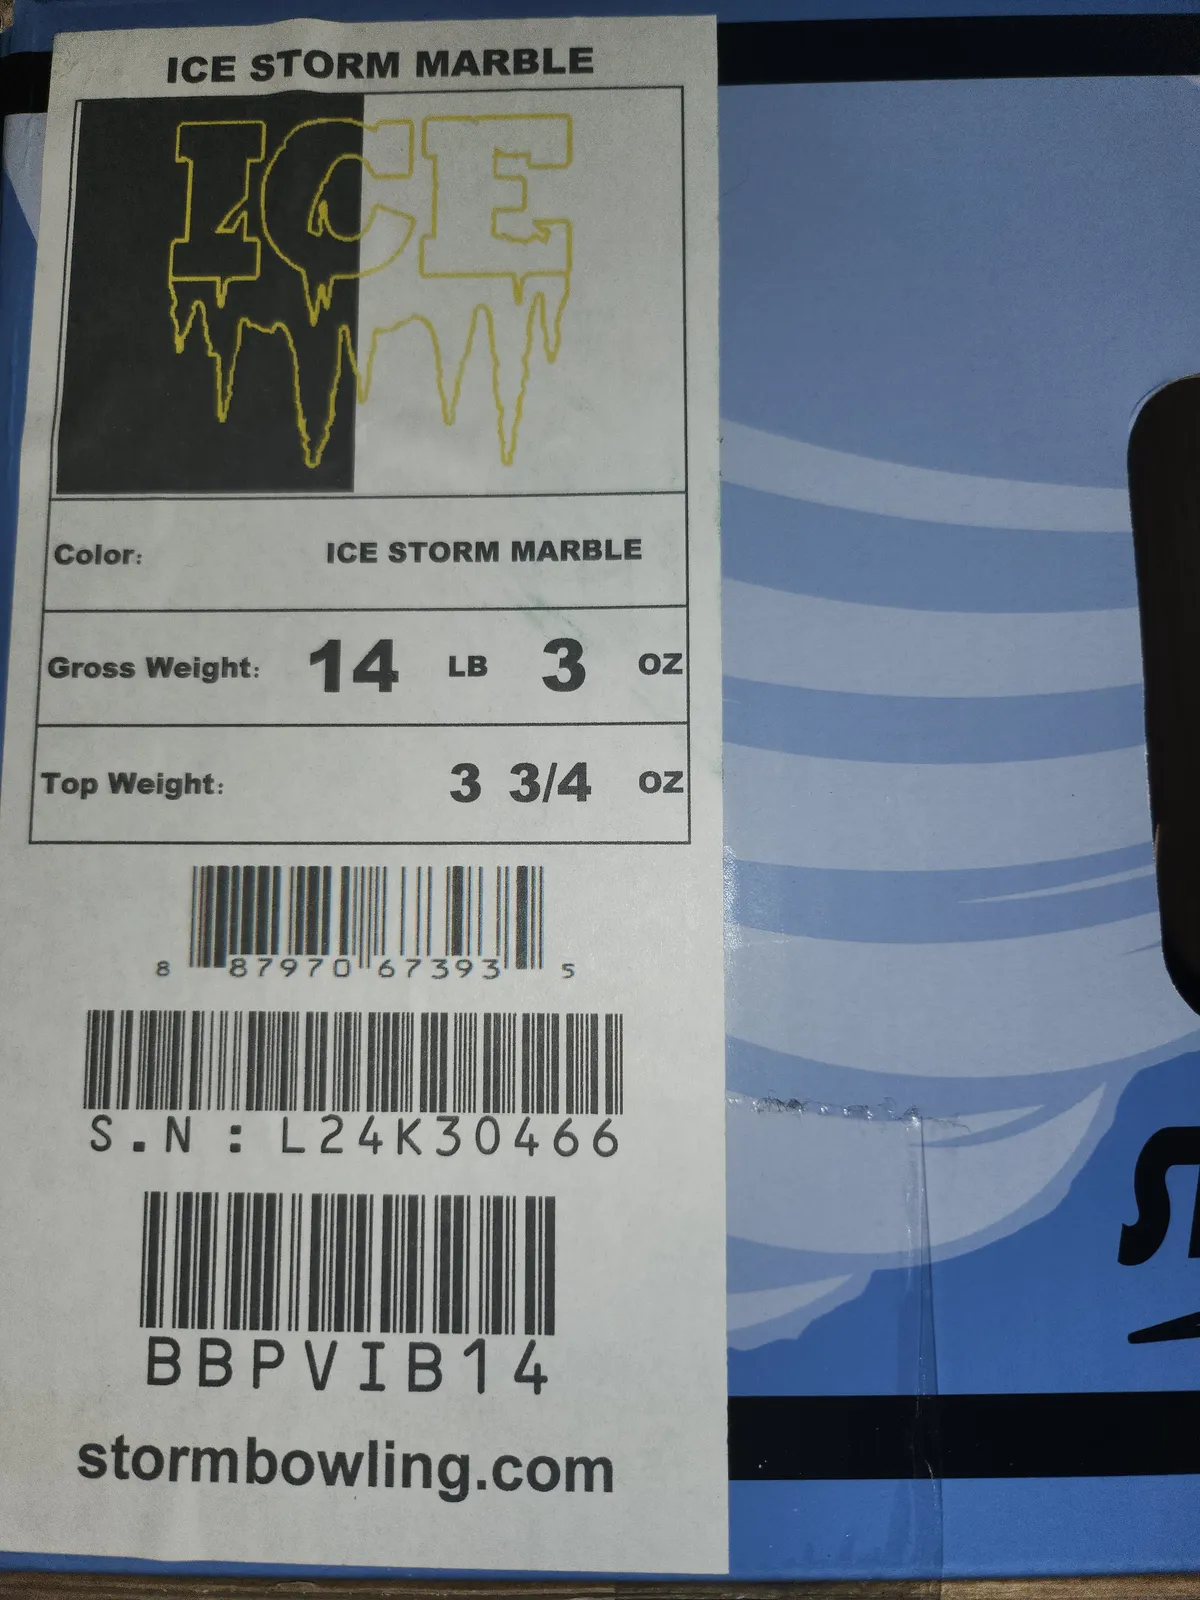 ICE STORM MARBLE
ICE
Color: ICE STORM MARBLE
Gross Weight: 14 LB 3 OZ
Top Weight: 3 3/4 OZ
8 87970 67393 5
S.N : L24K30466
BBPVIB14
stormbowling.com